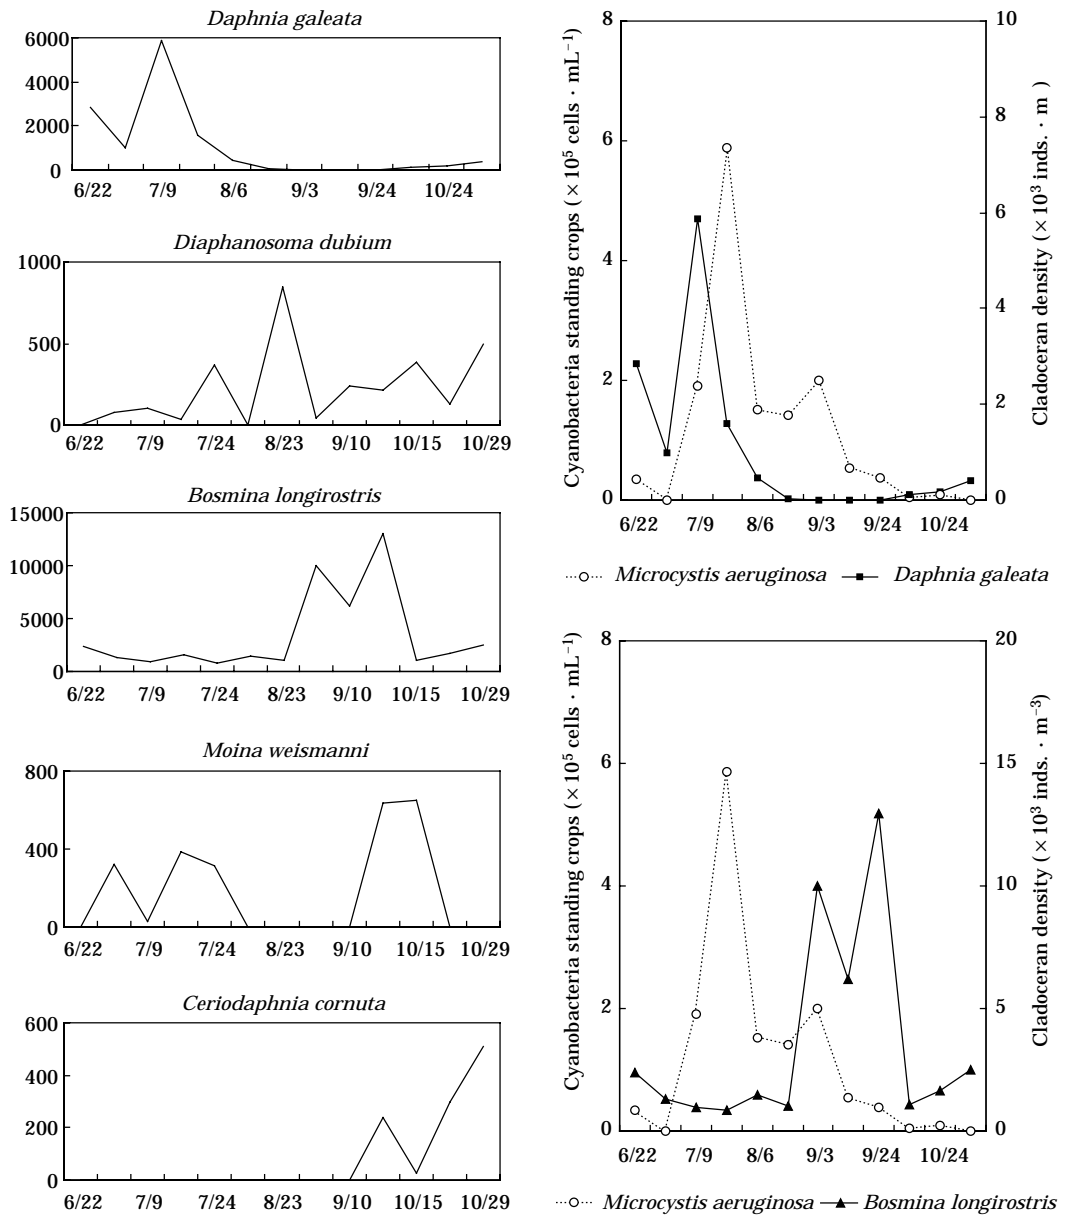 Daphnia galeata
6000
4000
2000
0
6/22 7/9 8/6 9/3 9/24 10/24
Diaphanosoma dubium
1000
500
0
6/22 7/9 7/24 8/23 9/10 10/15 10/29
Bosmina longirostris
15000
10000
5000
0
6/22 7/9 7/24 8/23 9/10 10/15 10/29
Moina weismanni
800
400
0
6/22 7/9 7/24 8/23 9/10 10/15 10/29
Ceriodaphnia cornuta
600
400
200
0
6/22 7/9 7/24 8/23 9/10 10/15 10/29
Cyanobacteria standing crops (×10⁵ cells · mL⁻¹)
8
6
4
2
0
10
8
6
4
2
0
Cladoceran density (×10³ inds. · m )
6/22 7/9 8/6 9/3 9/24 10/24
Microcystis aeruginosa Daphnia galeata
Cyanobacteria standing crops (×10⁵ cells · mL⁻¹)
8
6
4
2
0
20
15
10
5
0
Cladoceran density (×10³ inds. · m⁻³)
6/22 7/9 8/6 9/3 9/24 10/24
Microcystis aeruginosa Bosmina longirostris